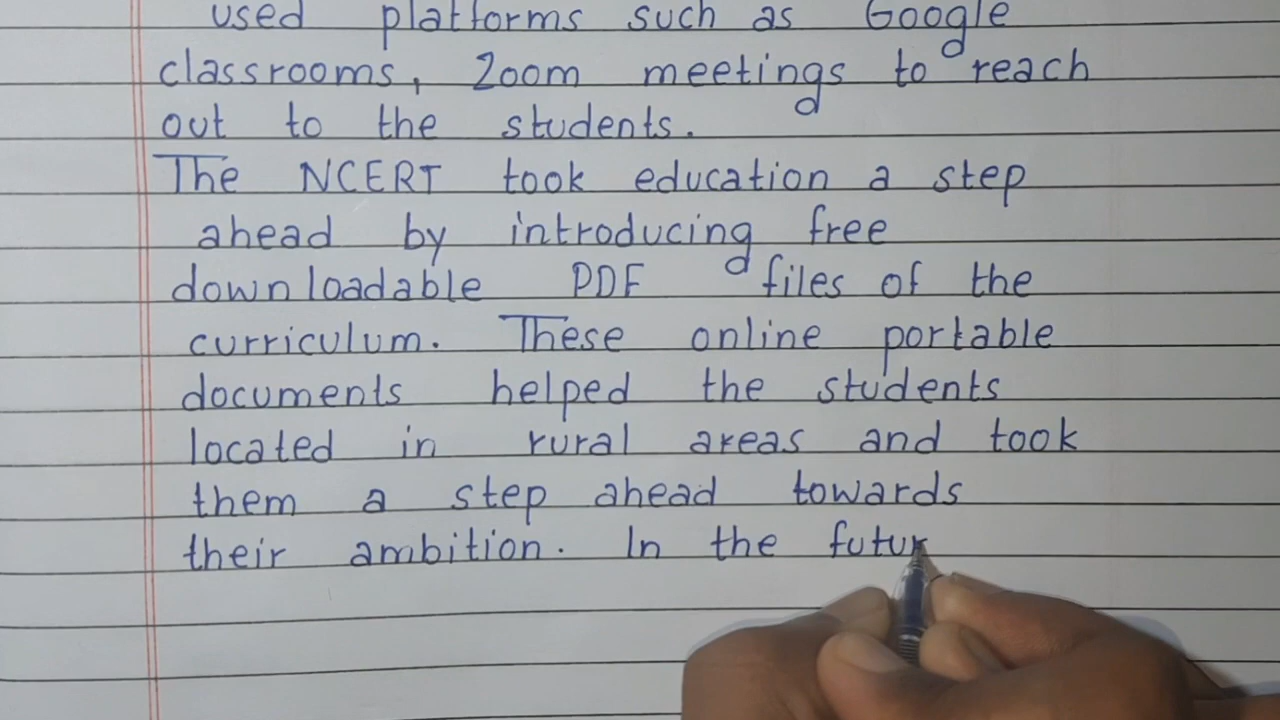 used platforms such as Google
classrooms, Zoom meetings to reach
out to the students.
The NCERT took education a step
ahead by introducing free
downloadable PDF files of the
curriculum. These online portable
documents helped the students
located in rural areas and took
them a step ahead towards
their ambition. In the futur